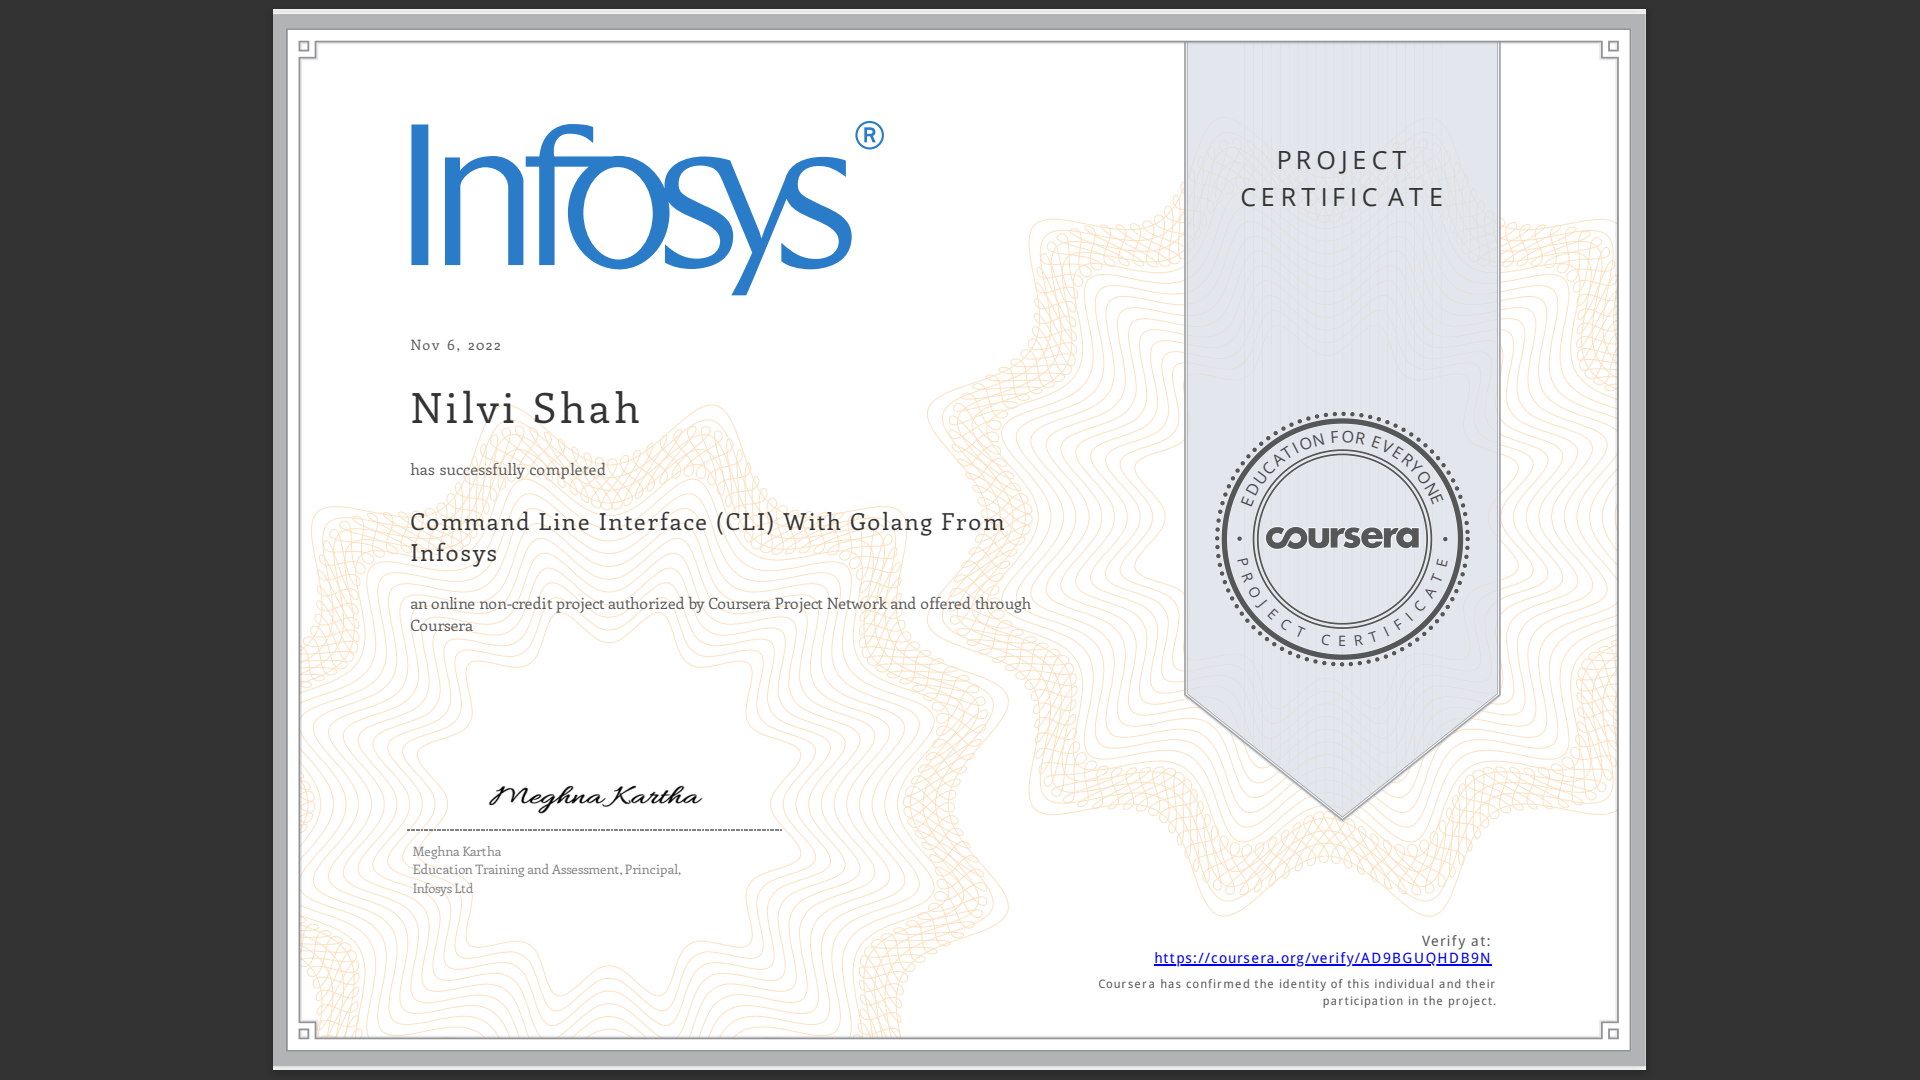 Infosys®
PROJECT
CERTIFICATE
Nov 6, 2022
Nilvi Shah
has successfully completed
Command Line Interface (CLI) With Golang From
Infosys
an online non-credit project authorized by Coursera Project Network and offered through
Coursera
EDUCATION FOR EVERYONE
coursera
PROJECT CERTIFICATE
Meghna Kartha
Meghna Kartha
Education Training and Assessment, Principal,
Infosys Ltd
Verify at:
https://coursera.org/verify/AD9BGUQHDB9N
Coursera has confirmed the identity of this individual and their
participation in the project.